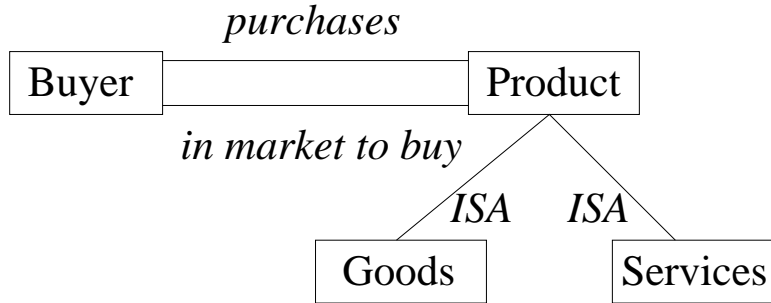 purchases
Buyer
Product
in market to buy
ISA
ISA
Goods
Services